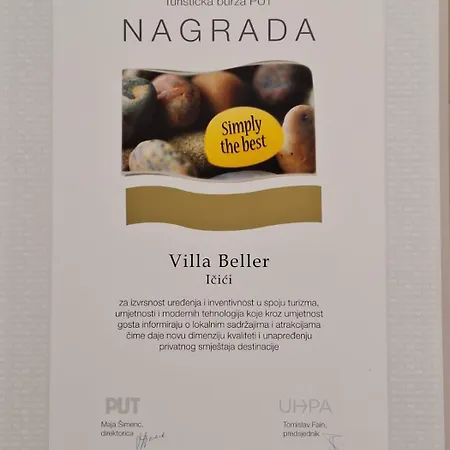 Turistička burza PUT
NAGRADA
Simply
the best
Villa Beller
Ičići
za izvrsnost uređenja i inventivnost u spoju turizma,
umjetnosti i modernih tehnologija koje kroz umjetnost
gosta informiraju o lokalnim sadržajima i atrakcijama
čime daje novu dimenziju kvaliteti i unapređenju
privatnog smještaja destinacije
PUT
UHPA
Maja Šimenc,
direktorica
Tomislav Fain,
predsjednik